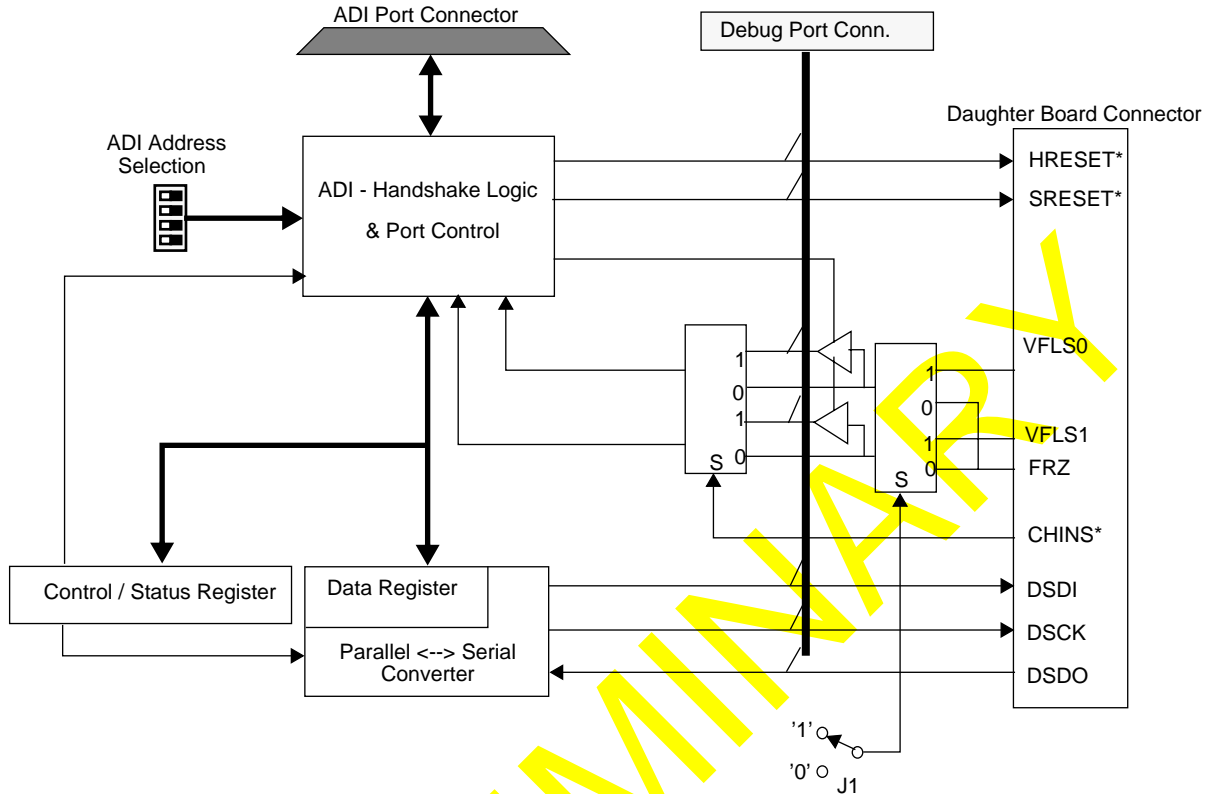 ADI Port Connector
Debug Port Conn.
Daughter Board Connector
ADI Address
Selection
ADI - Handshake Logic
& Port Control
HRESET*
SRESET*
VFLS0
1
0
1
0
S
1
0
1
0
S
VFLS1
FRZ
CHINS*
Control / Status Register
Data Register
Parallel <--> Serial
Converter
DSDI
DSCK
DSDO
'1'
'0'
J1
MINARY